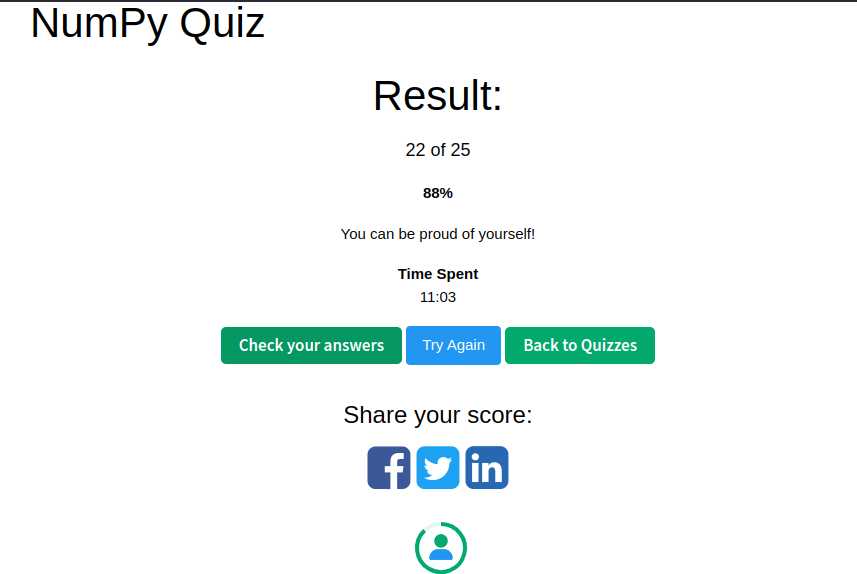 NumPy Quiz
Result:
22 of 25
88%
You can be proud of yourself!
Time Spent
11:03
Check your answers Try Again Back to Quizzes
Share your score:
f in